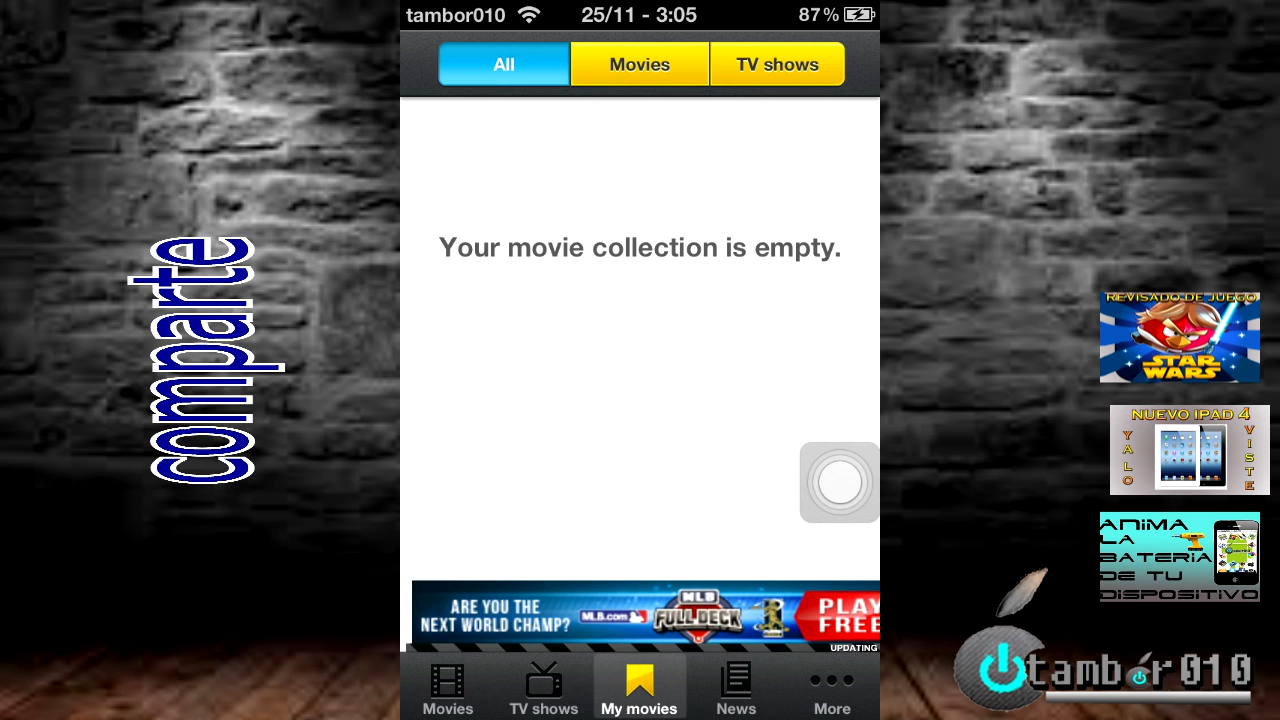 tambor010 25/11 - 3:05 87%
All Movies TV shows
Your movie collection is empty.
ARE YOU THE NEXT WORLD CHAMP?
MLB.com
MLB
FULL DECK
PLAY
FREE
UPDATING
Movies TV shows My movies News More
comparte
REVISADO DE JUEGO
STAR
WARS
NUEVO IPAD 4
YALO
VISTE
ANIMA
LA
BATERIA
DE TU
DISPOSITIVO
tambor010